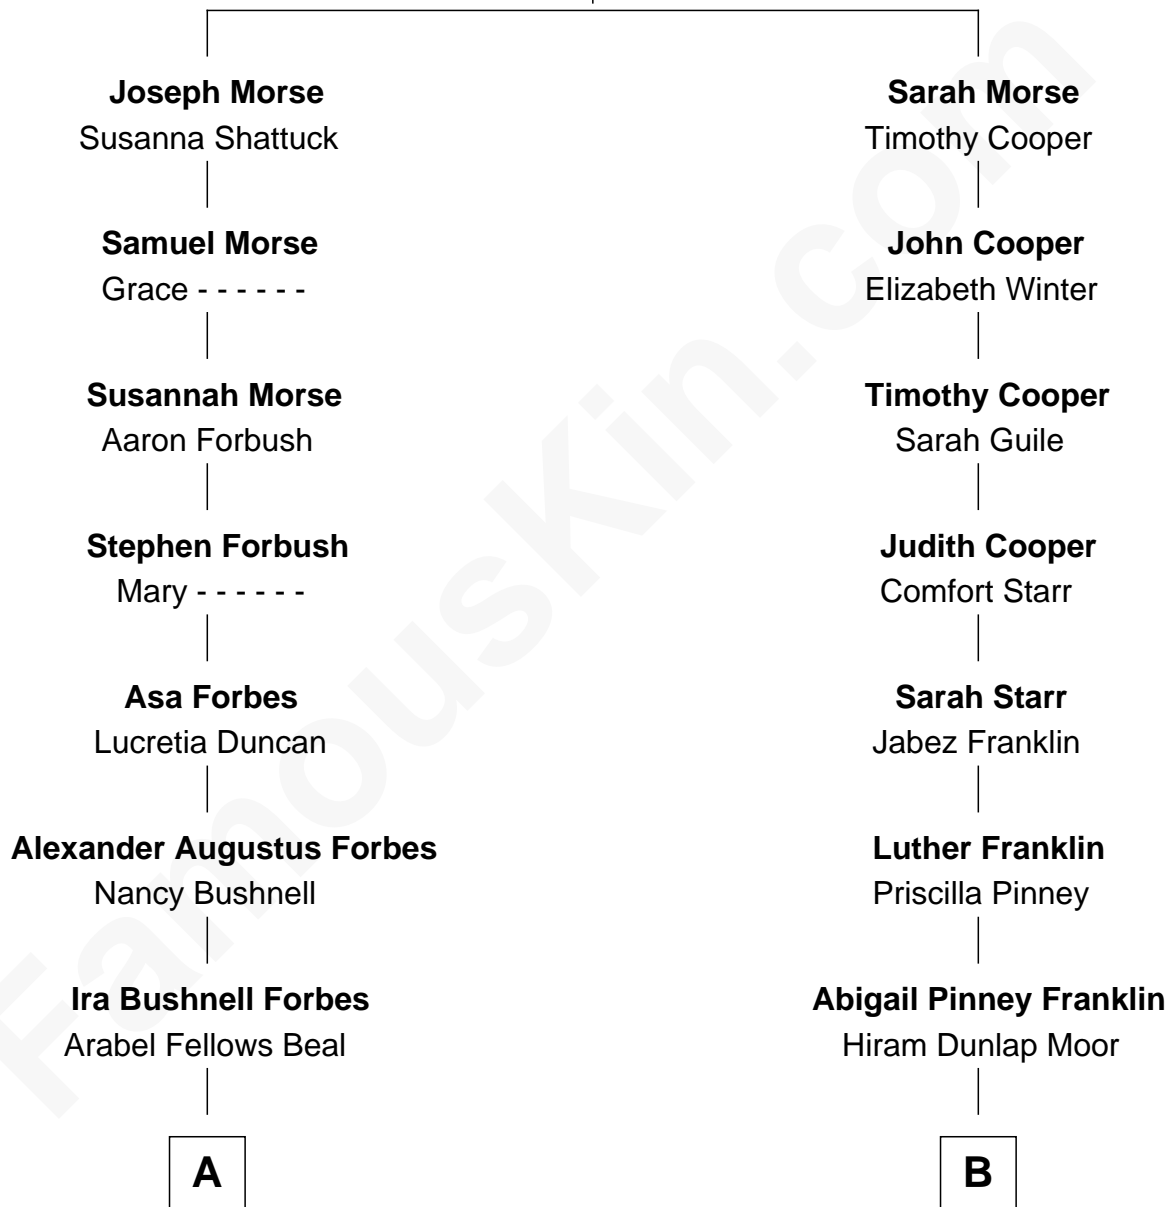 Joseph Morse
Susanna Shattuck
Samuel Morse
Grace - - - - - -
Susannah Morse
Aaron Forbush
Stephen Forbush
Mary - - - - - -
Asa Forbes
Lucretia Duncan
Alexander Augustus Forbes
Nancy Bushnell
Ira Bushnell Forbes
Arabel Fellows Beal
A
Sarah Morse
Timothy Cooper
John Cooper
Elizabeth Winter
Timothy Cooper
Sarah Guile
Judith Cooper
Comfort Starr
Sarah Starr
Jabez Franklin
Luther Franklin
Priscilla Pinney
Abigail Pinney Franklin
Hiram Dunlap Moor
B
FamousKin.com